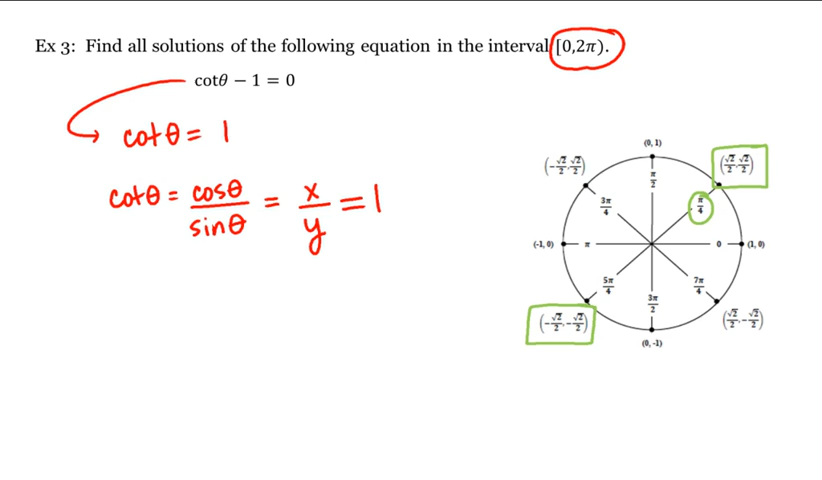 Ex 3: Find all solutions of the following equation in the interval [0,2π).
cotθ − 1 = 0
cotθ = 1
cotθ = cosθ/sinθ = x/y = 1
(0, 1)
(-√2/2, √2/2)
(√2/2, √2/2)
π/2
3π/4
π/4
(-1, 0)
π
0
(1, 0)
5π/4
7π/4
3π/2
(-√2/2, -√2/2)
(√2/2, -√2/2)
(0, -1)